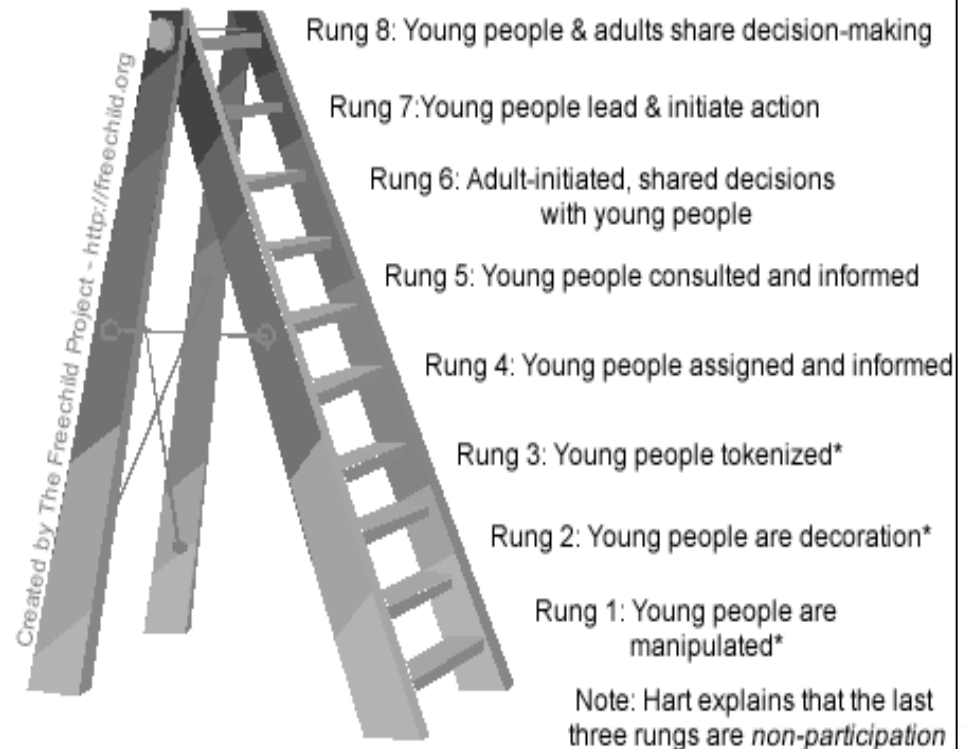 Rung 8: Young people & adults share decision-making
Rung 7:Young people lead & initiate action
Rung 6: Adult-initiated, shared decisions
with young people
Rung 5: Young people consulted and informed
Rung 4: Young people assigned and informed
Rung 3: Young people tokenized*
Rung 2: Young people are decoration*
Rung 1: Young people are
manipulated*
Note: Hart explains that the last
three rungs are non-participation
Created by The Freechild Project - http://freechild.org